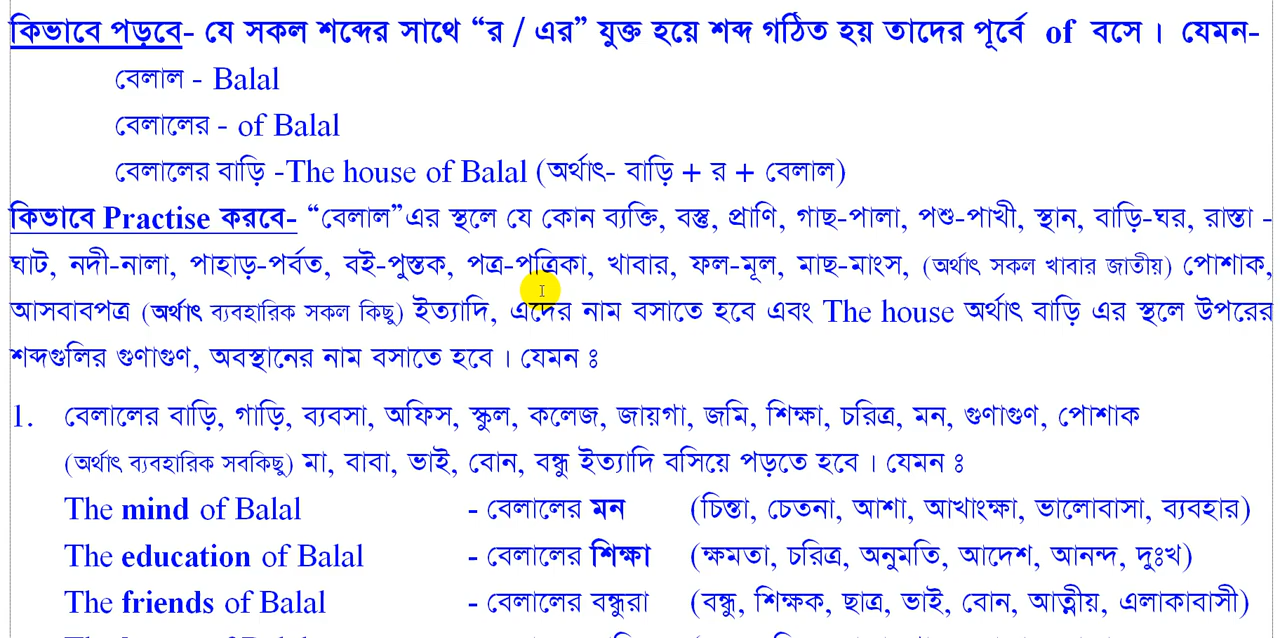 কিভাবে পড়বে- যে সকল শব্দের সাথে “র / এর” যুক্ত হয়ে শব্দ গঠিত হয় তাদের পূর্বে of বসে। যেমন-
বেলাল - Balal
বেলালের - of Balal
বেলালের বাড়ি -The house of Balal (অর্থাৎ- বাড়ি + র + বেলাল)
কিভাবে Practise করবে- “বেলাল”এর স্থলে যে কোন ব্যক্তি, বস্তু, প্রাণি, গাছ-পালা, পশু-পাখী, স্থান, বাড়ি-ঘর, রাস্তা -
ঘাট, নদী-নালা, পাহাড়-পর্বত, বই-পুস্তক, পত্র-পত্রিকা, খাবার, ফল-মূল, মাছ-মাংস, (অর্থাৎ সকল খাবার জাতীয়) পোশাক,
আসবাবপত্র (অর্থাৎ ব্যবহারিক সকল কিছু) ইত্যাদি, এদের নাম বসাতে হবে এবং The house অর্থাৎ বাড়ি এর স্থলে উপরের
শব্দগুলির গুণাগুণ, অবস্থানের নাম বসাতে হবে। যেমন ঃ
1. বেলালের বাড়ি, গাড়ি, ব্যবসা, অফিস, স্কুল, কলেজ, জায়গা, জমি, শিক্ষা, চরিত্র, মন, গুণাগুণ, পোশাক
(অর্থাৎ ব্যবহারিক সবকিছু) মা, বাবা, ভাই, বোন, বন্ধু ইত্যাদি বসিয়ে পড়তে হবে। যেমন ঃ
The mind of Balal - বেলালের মন (চিন্তা, চেতনা, আশা, আখাংক্ষা, ভালোবাসা, ব্যবহার)
The education of Balal - বেলালের শিক্ষা (ক্ষমতা, চরিত্র, অনুমতি, আদেশ, আনন্দ, দুঃখ)
The friends of Balal - বেলালের বন্ধুরা (বন্ধু, শিক্ষক, ছাত্র, ভাই, বোন, আত্নীয়, এলাকাবাসী)